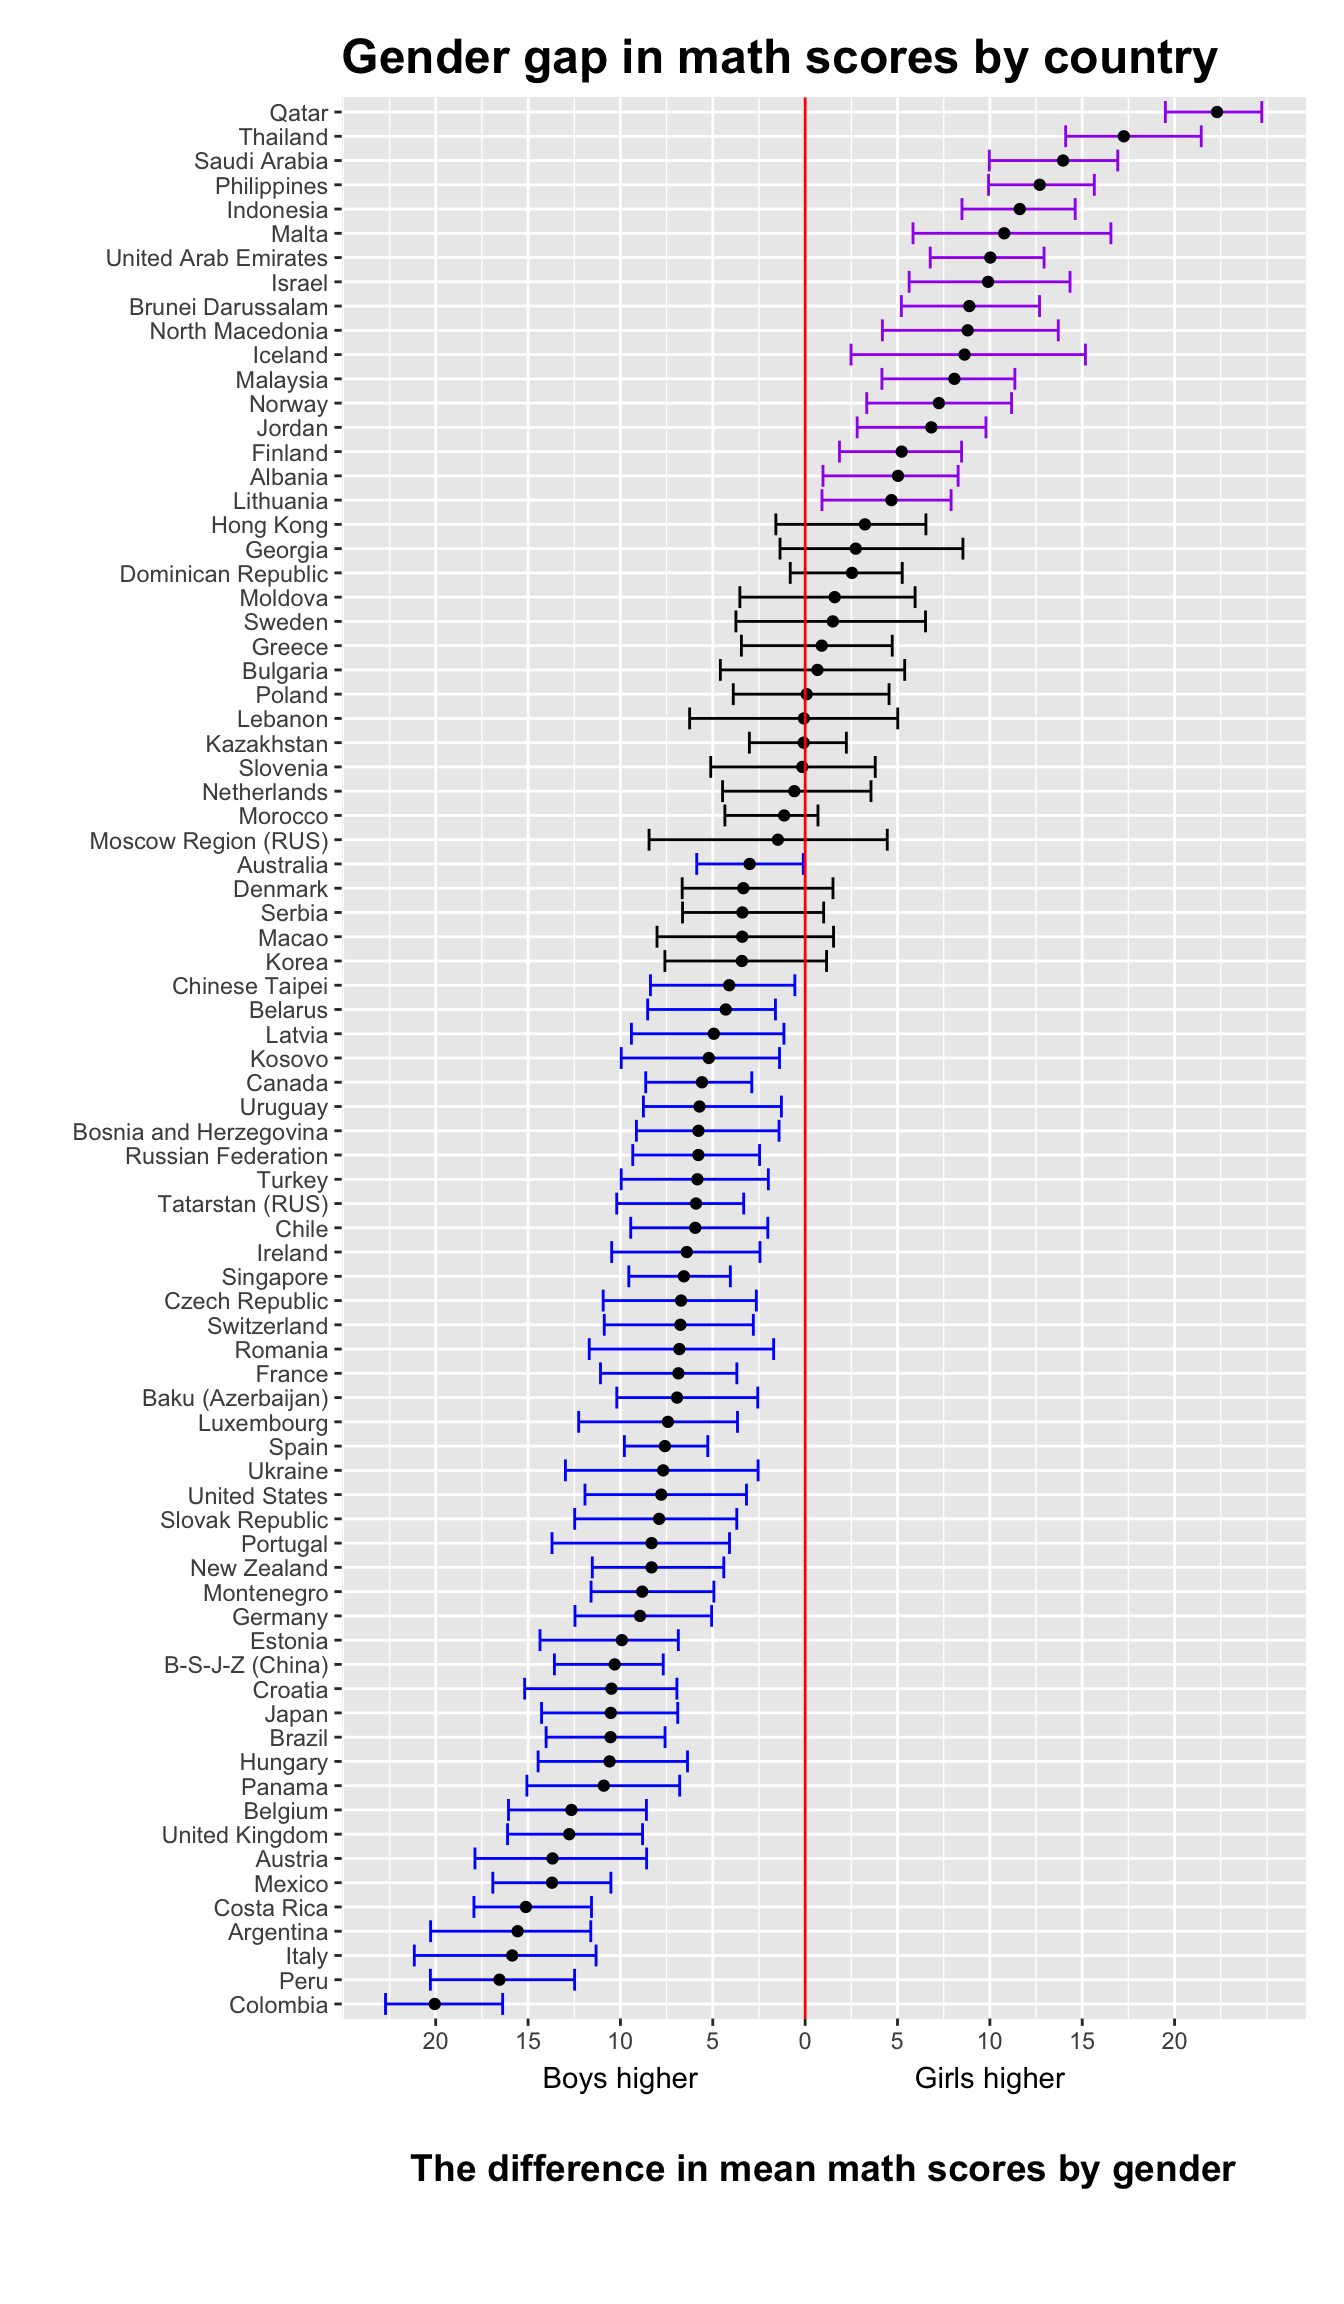 Gender gap in math scores by country
Qatar
Thailand
Saudi Arabia
Philippines
Indonesia
Malta
United Arab Emirates
Israel
Brunei Darussalam
North Macedonia
Iceland
Malaysia
Norway
Jordan
Finland
Albania
Lithuania
Hong Kong
Georgia
Dominican Republic
Moldova
Sweden
Greece
Bulgaria
Poland
Lebanon
Kazakhstan
Slovenia
Netherlands
Morocco
Moscow Region (RUS)
Australia
Denmark
Serbia
Macao
Korea
Chinese Taipei
Belarus
Latvia
Kosovo
Canada
Uruguay
Bosnia and Herzegovina
Russian Federation
Turkey
Tatarstan (RUS)
Chile
Ireland
Singapore
Czech Republic
Switzerland
Romania
France
Baku (Azerbaijan)
Luxembourg
Spain
Ukraine
United States
Slovak Republic
Portugal
New Zealand
Montenegro
Germany
Estonia
B-S-J-Z (China)
Croatia
Japan
Brazil
Hungary
Panama
Belgium
United Kingdom
Austria
Mexico
Costa Rica
Argentina
Italy
Peru
Colombia
20 15 10 5 0 5 10 15 20
Boys higher Girls higher
The difference in mean math scores by gender